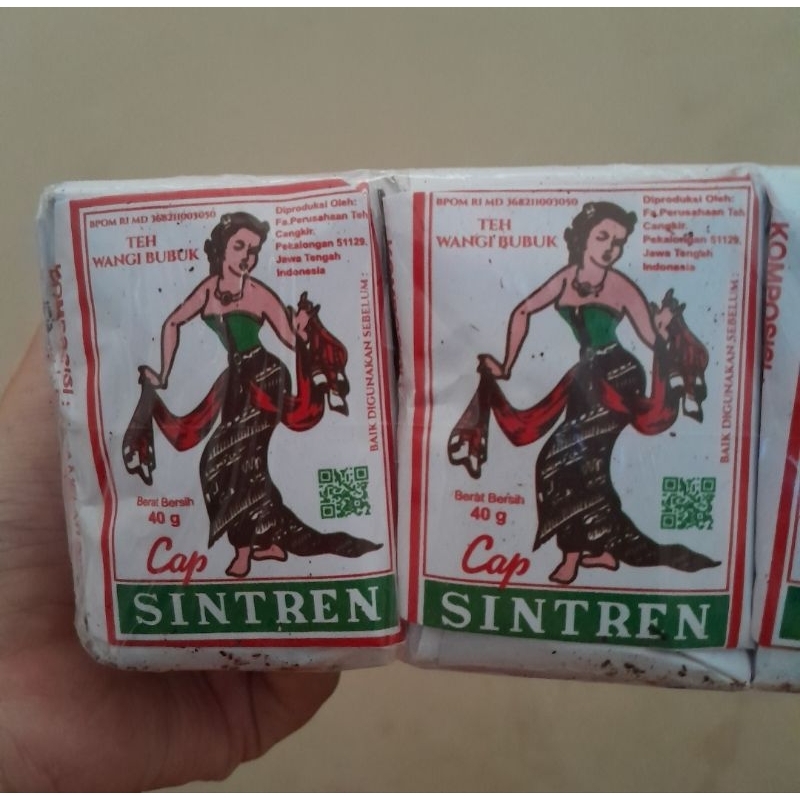 BPOM RI MD 368211003050
TEH
WANGI BUBUK
Diproduksi Oleh:
Fa.Perusahaan Teh
Cangkir,
Pekalongan 51129,
Jawa Tengah
Indonesia
KOMPOSISI :
BAIK DIGUNAKAN SEBELUM :
Berat Bersih
40 g
Cap
SINTREN
BPOM RI MD 368211003050
TEH
WANGI BUBUK
Diproduksi Oleh:
Fa.Perusahaan Teh
Cangkir,
Pekalongan 51129,
Jawa Tengah
Indonesia
BAIK DIGUNAKAN SEBELUM :
Berat Bersih
40 g
Cap
SINTREN
KOMPOSISI